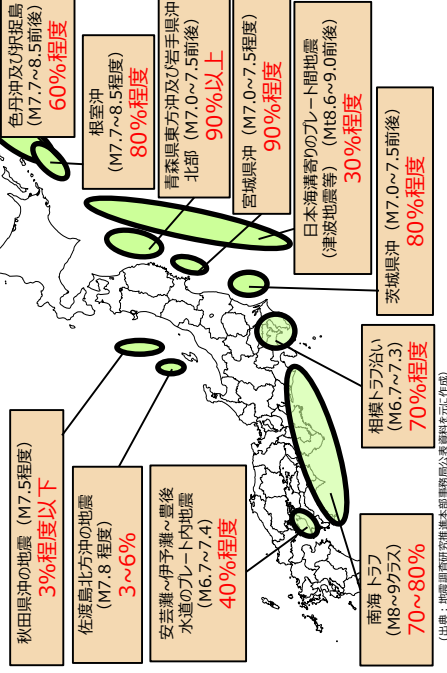 色丹沖及び択捉島
(M7.7~8.5前後)
60%程度
根室沖
(M7.7~8.5程度)
80%程度
青森県東方沖及び岩手県沖
北部 (M7.0~7.5前後)
90%以上
宮城県沖 (M7.0~7.5程度)
90%程度
日本海溝寄りのプレート間地震
(津波地震等) (Mt8.6~9.0前後)
30%程度
茨城県沖 (M7.0~7.5前後)
80%程度
相模トラフ沿い
(M6.7~7.3)
70%程度
南海トラフ
(M8~9クラス)
70~80%
秋田県沖の地震 (M7.5程度)
3%程度以下
佐渡島北方沖の地震
(M7.8 程度)
3~6%
安芸灘~伊予灘~豊後
水道のプレート内地震
(M6.7~7.4)
40%程度
(出典:地震調査研究推進本部事務局公表資料を元に作成)